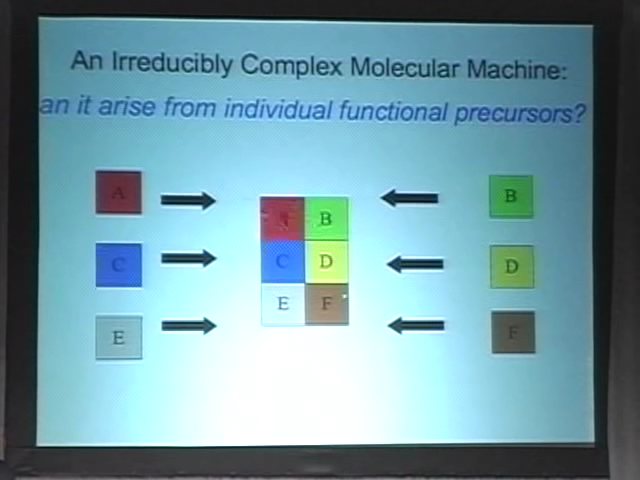 An Irreducibly Complex Molecular Machine:
an it arise from individual functional precursors?
A A B B
C C D D
E E F F